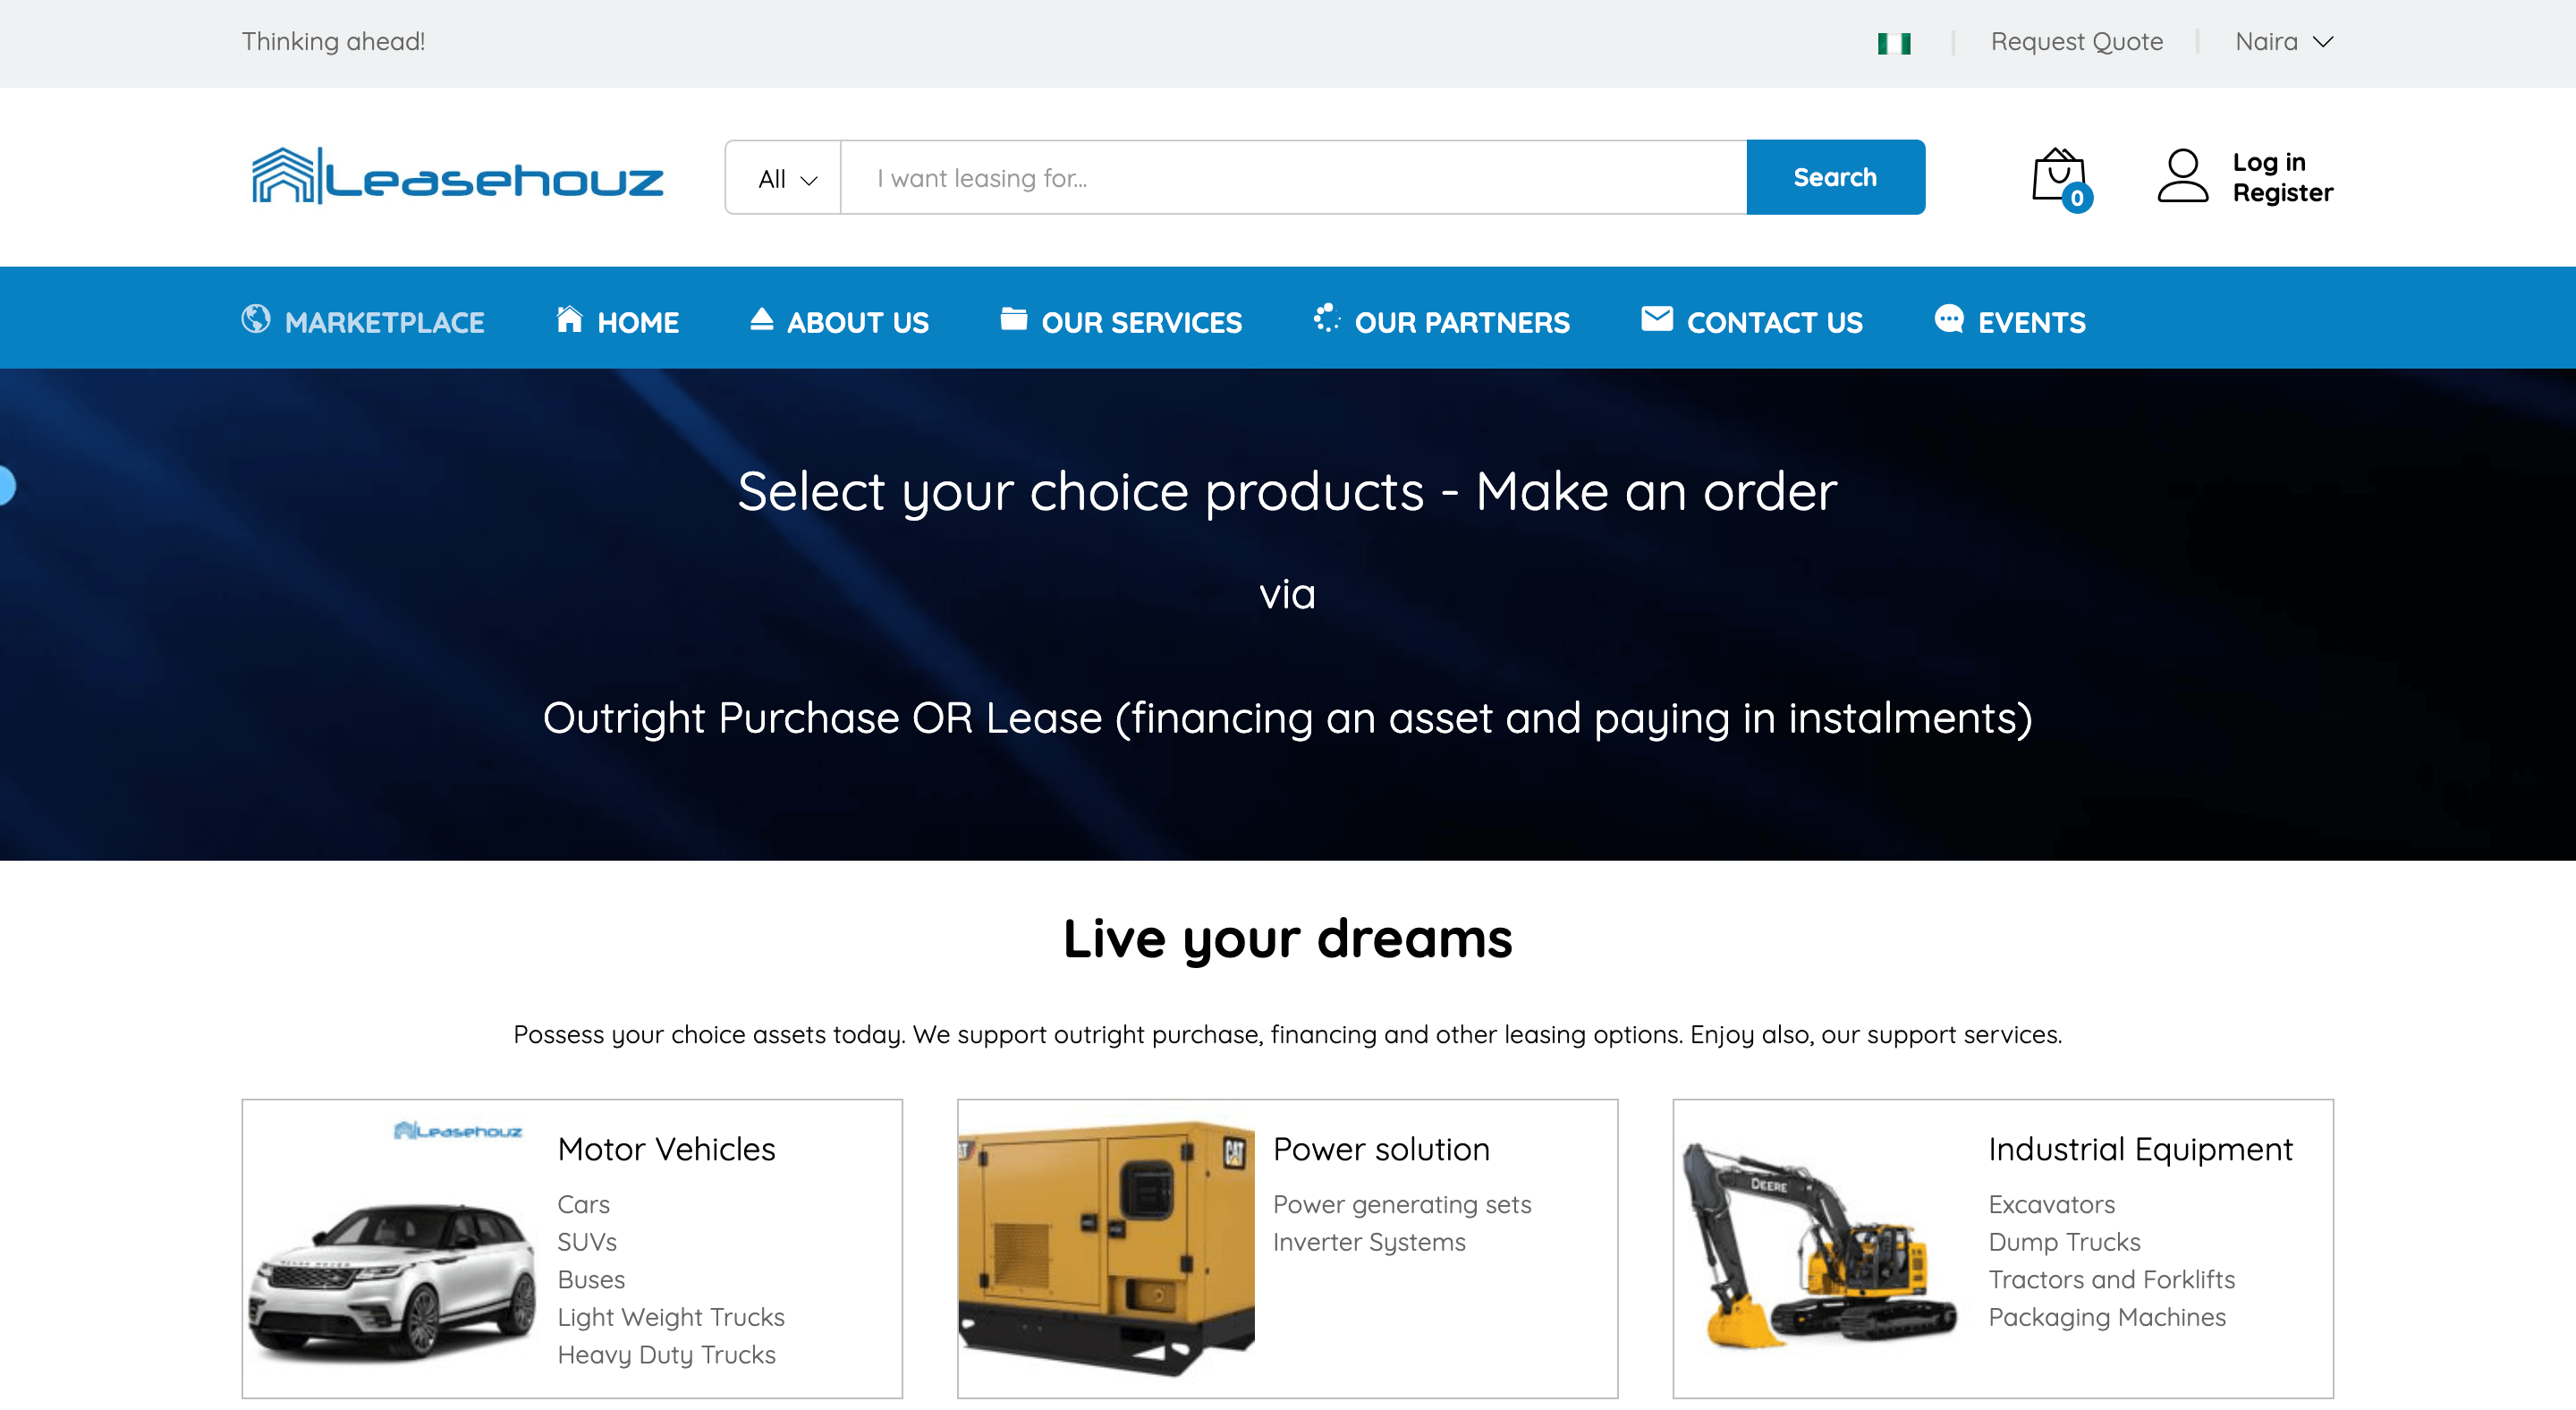 Thinking ahead!
Request Quote
Naira
Leasehouz
All
I want leasing for...
Search
0
Log in
Register
MARKETPLACE
HOME
ABOUT US
OUR SERVICES
OUR PARTNERS
CONTACT US
EVENTS
Select your choice products - Make an order
via
Outright Purchase OR Lease (financing an asset and paying in instalments)
Live your dreams
Possess your choice assets today. We support outright purchase, financing and other leasing options. Enjoy also, our support services.
Leasehouz
Motor Vehicles
Cars
SUVs
Buses
Light Weight Trucks
Heavy Duty Trucks
CAT
Power solution
Power generating sets
Inverter Systems
DEERE
Industrial Equipment
Excavators
Dump Trucks
Tractors and Forklifts
Packaging Machines